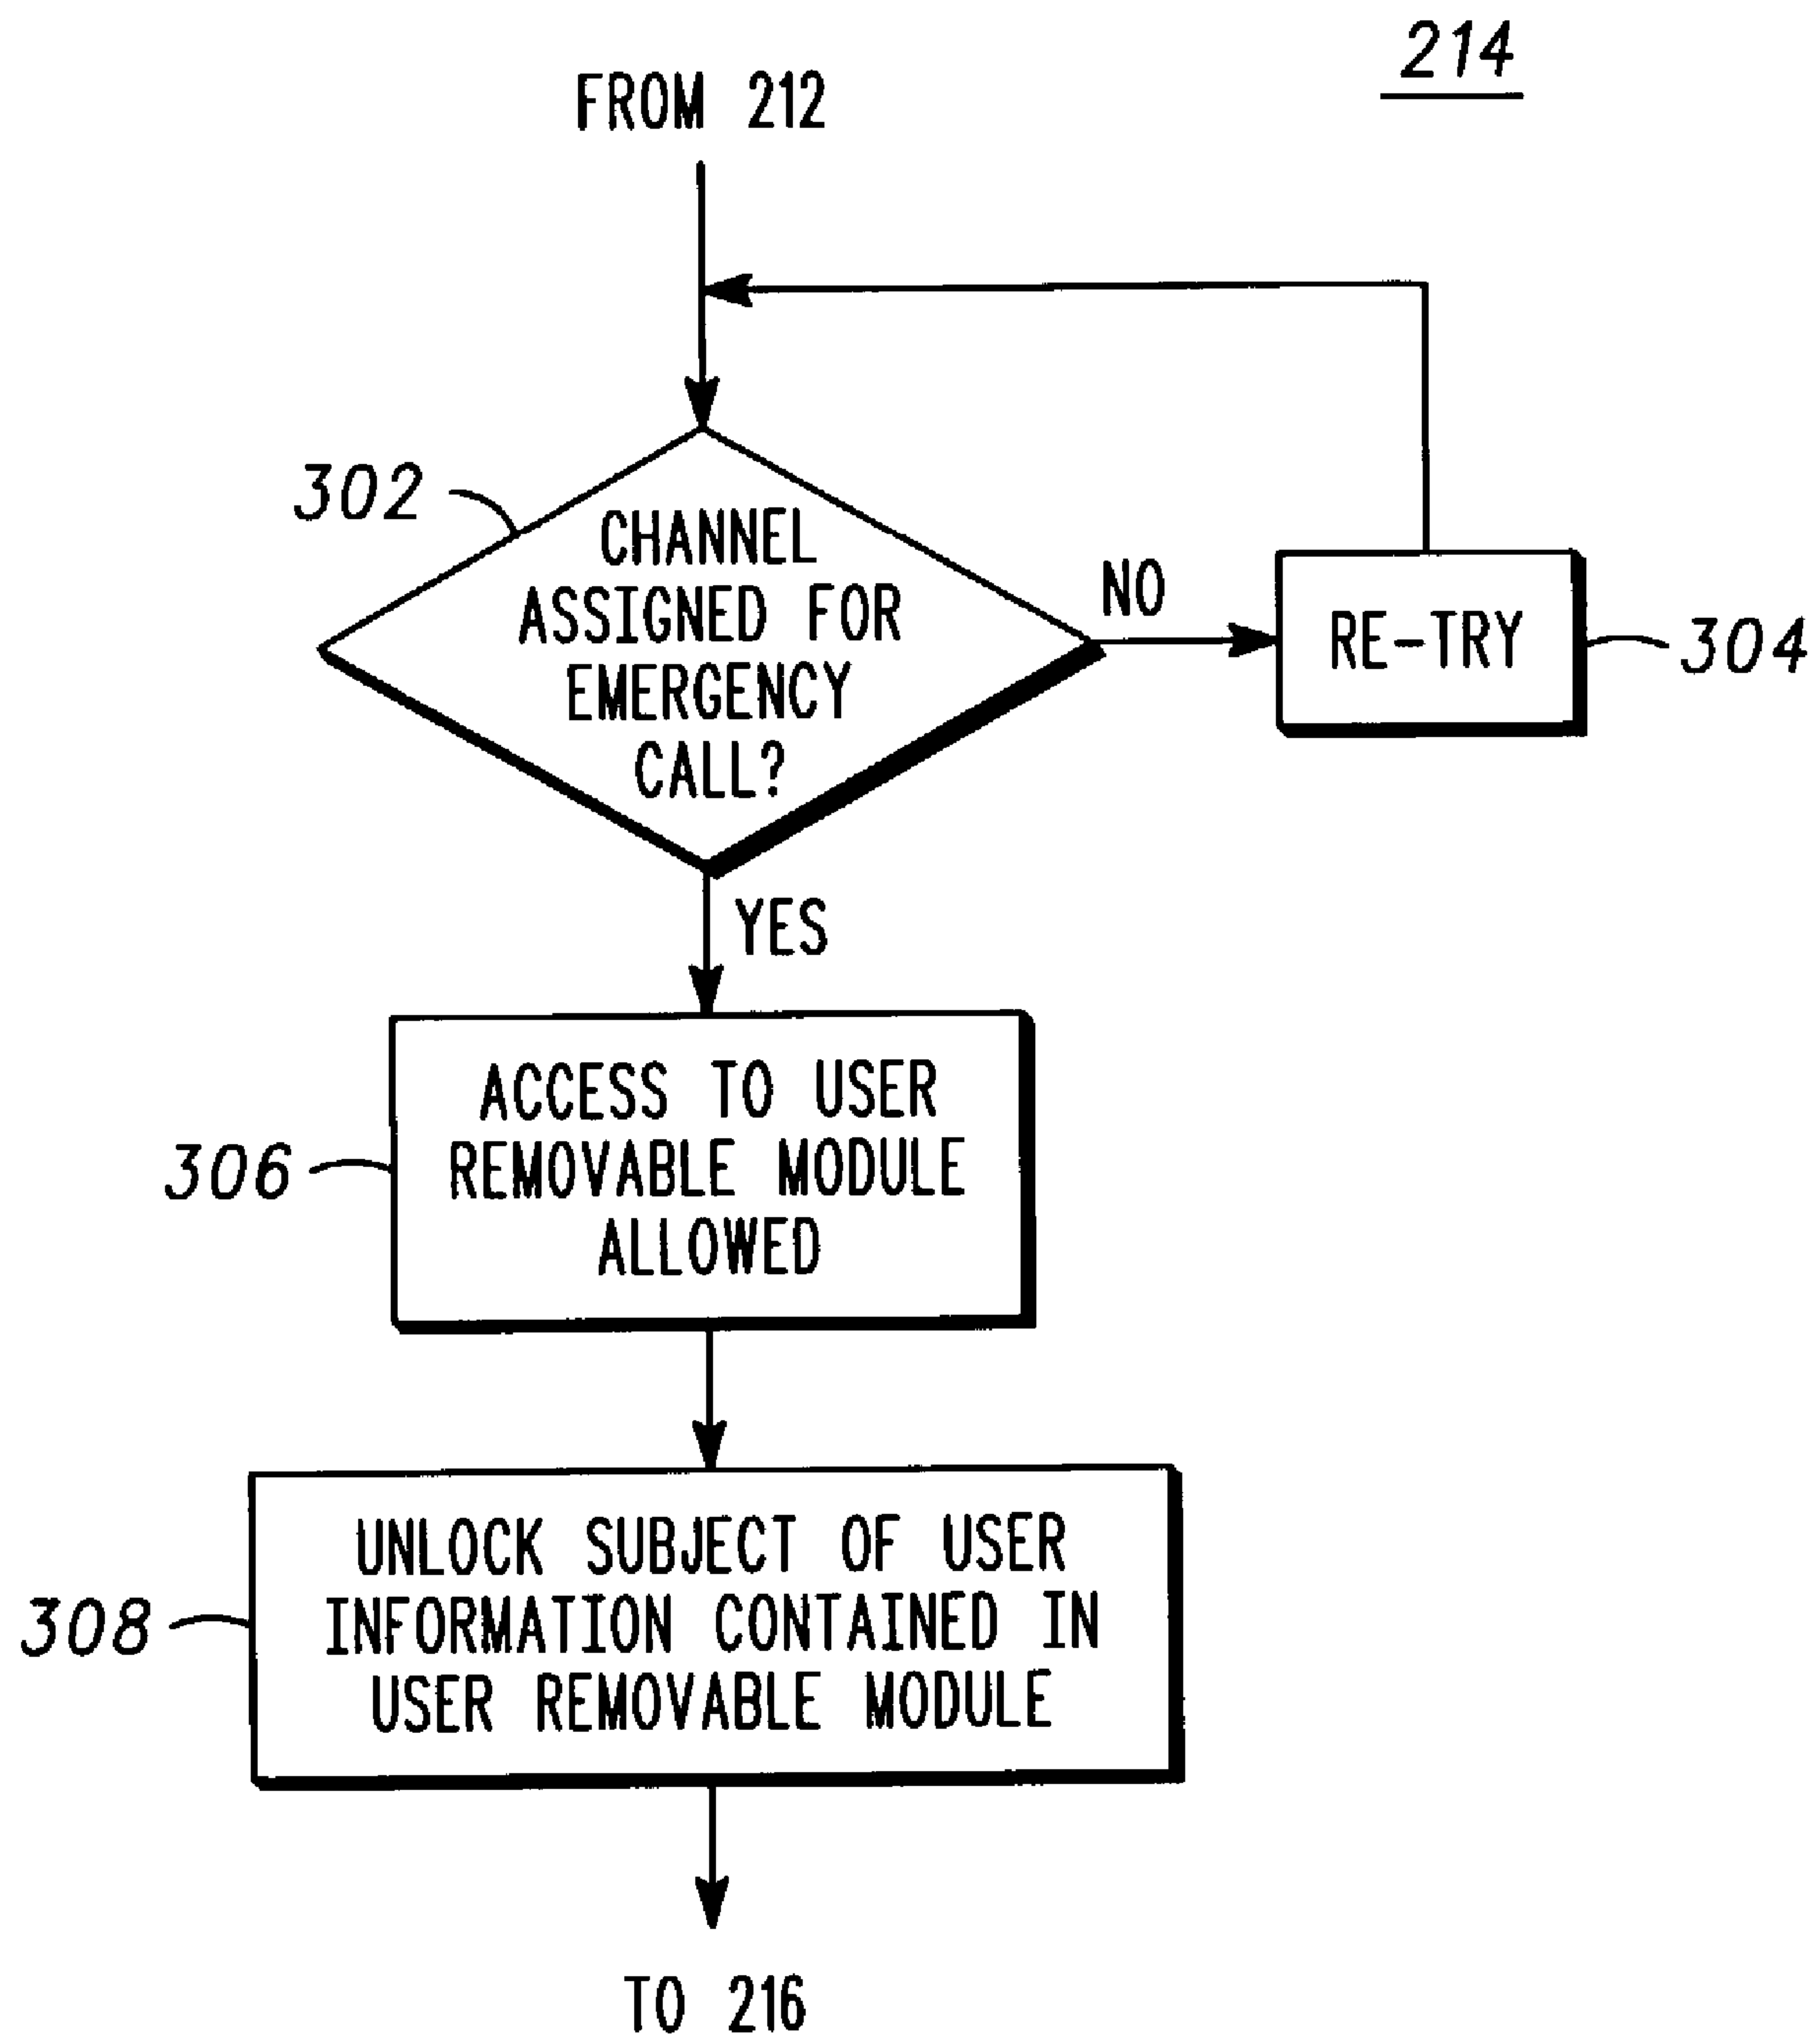 214
FROM 212
302
CHANNEL
ASSIGNED FOR
EMERGENCY
CALL?
NO
RE-TRY
304
YES
306
ACCESS TO USER
REMOVABLE MODULE
ALLOWED
308
UNLOCK SUBJECT OF USER
INFORMATION CONTAINED IN
USER REMOVABLE MODULE
TO 216